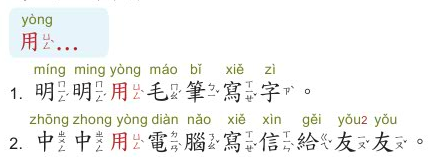 yòng
用…
míng ming yòng máo bǐ xiě zì
1. 明明用毛筆寫字。
zhōng zhong yòng diàn nǎo xiě xìn gěi yǒu2 yǒu
2. 中中用電腦寫信給友友。